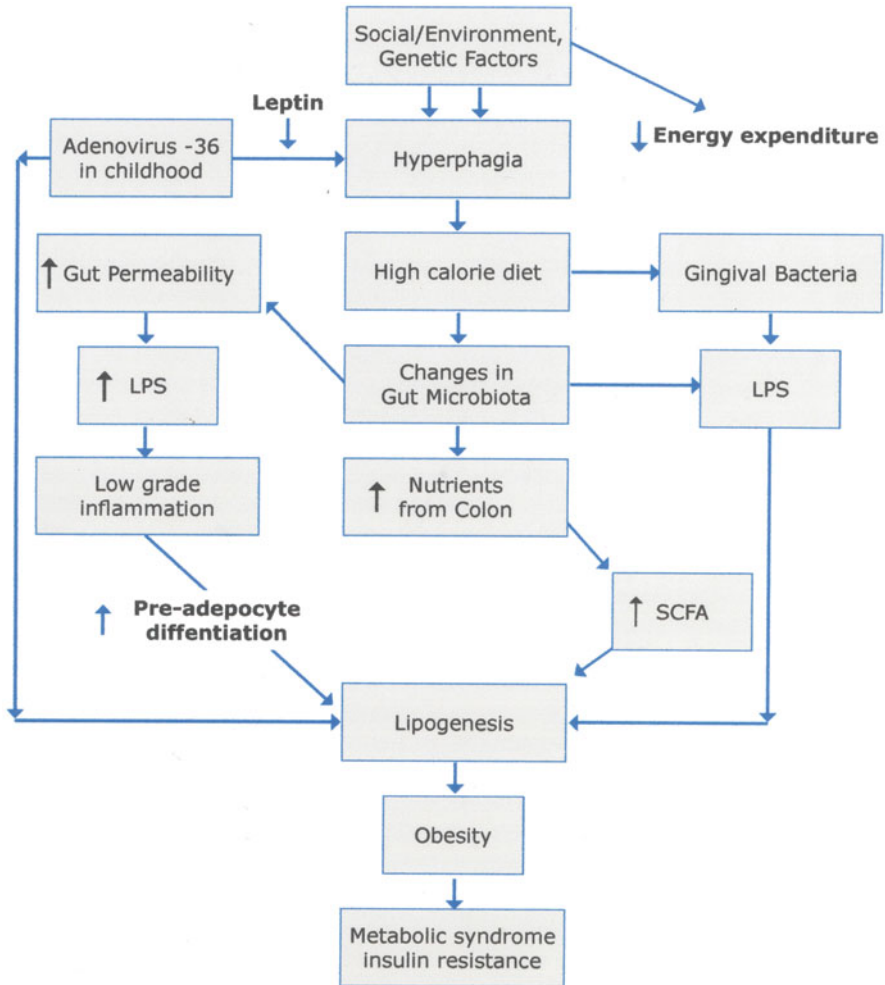 Social/Environment,
Genetic Factors
Leptin
↓ Energy expenditure
Adenovirus -36
in childhood
Hyperphagia
↑ Gut Permeability
High calorie diet
Gingival Bacteria
↑ LPS
Changes in
Gut Microbiota
LPS
Low grade
inflammation
↑ Nutrients
from Colon
↑ Pre-adepocyte
diffentiation
↑ SCFA
Lipogenesis
Obesity
Metabolic syndrome
insulin resistance